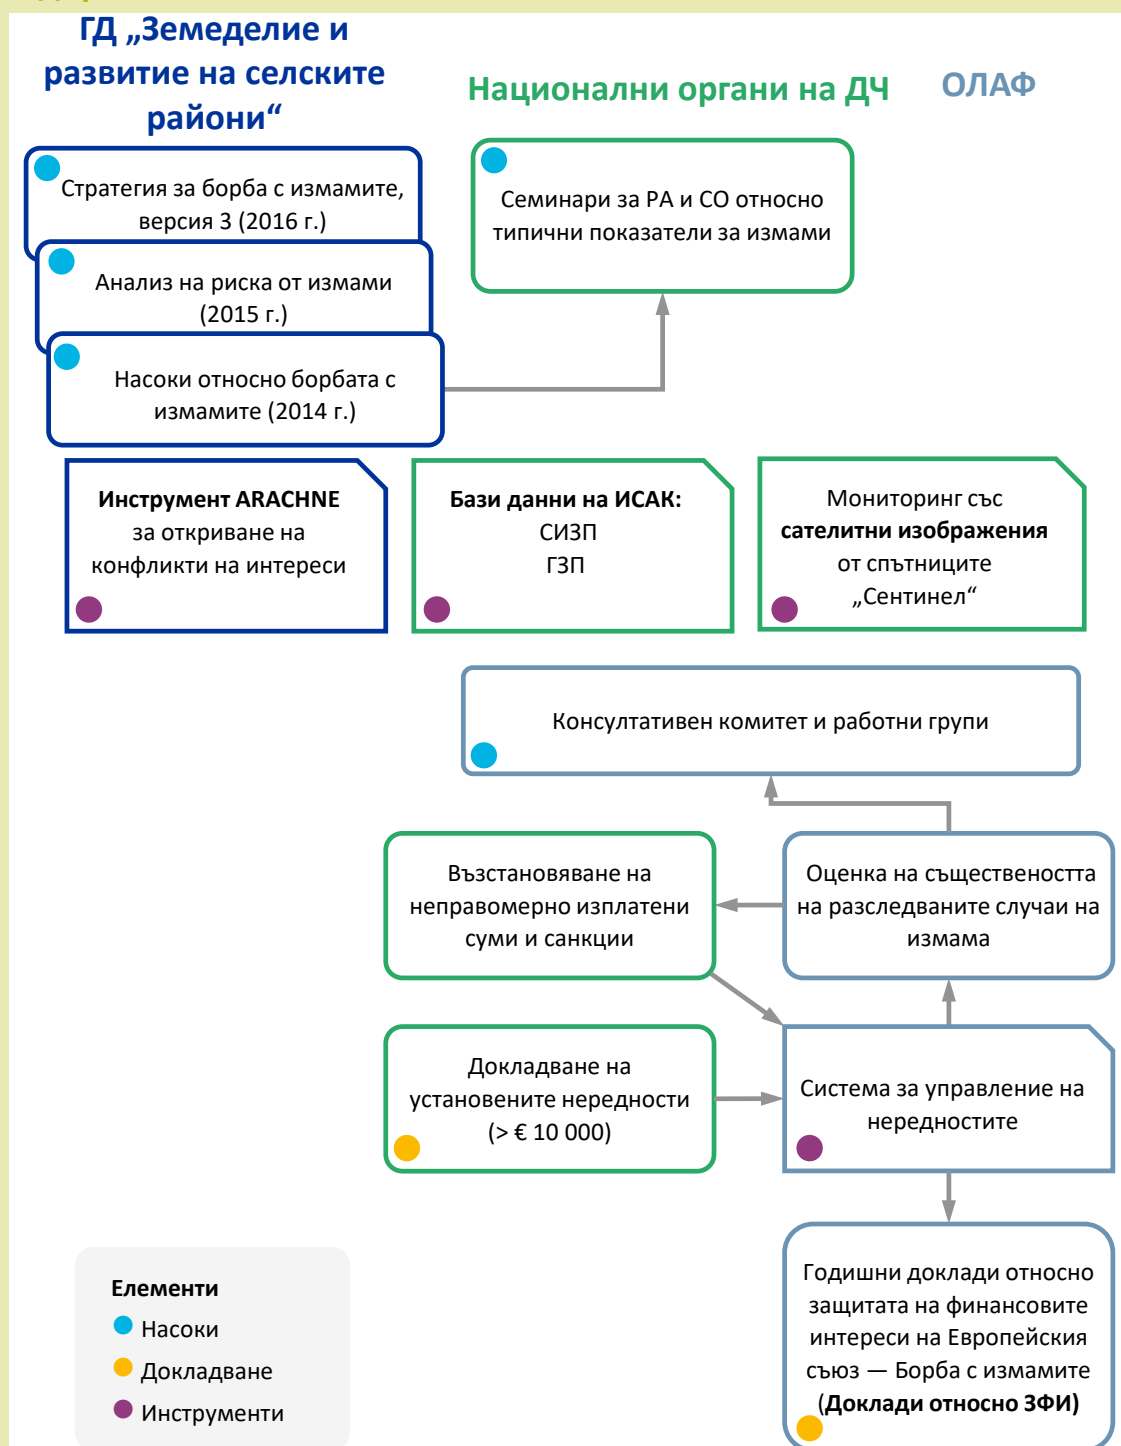 ГД „Земеделие и
развитие на селските
райони“
Национални органи на ДЧ
ОЛАФ
Стратегия за борба с измамите,
версия 3 (2016 г.)
Анализ на риска от измами
(2015 г.)
Насоки относно борбата с
измамите (2014 г.)
Семинари за РА и СО относно
типични показатели за измами
Инструмент ARACHNE
за откриване на
конфликти на интереси
Бази данни на ИСАК:
СИЗП
ГЗП
Мониторинг със
сателитни изображения
от спътниците
„Сентинел“
Консултативен комитет и работни групи
Възстановяване на
неправомерно изплатени
суми и санкции
Оценка на съществеността
на разследваните случаи на
измама
Докладване на
установените нередности
(> € 10 000)
Система за управление на
нередностите
Годишни доклади относно
защитата на финансовите
интереси на Европейския
съюз — Борба с измамите
(Доклади относно ЗФИ)
Елементи
Насоки
Докладване
Инструменти